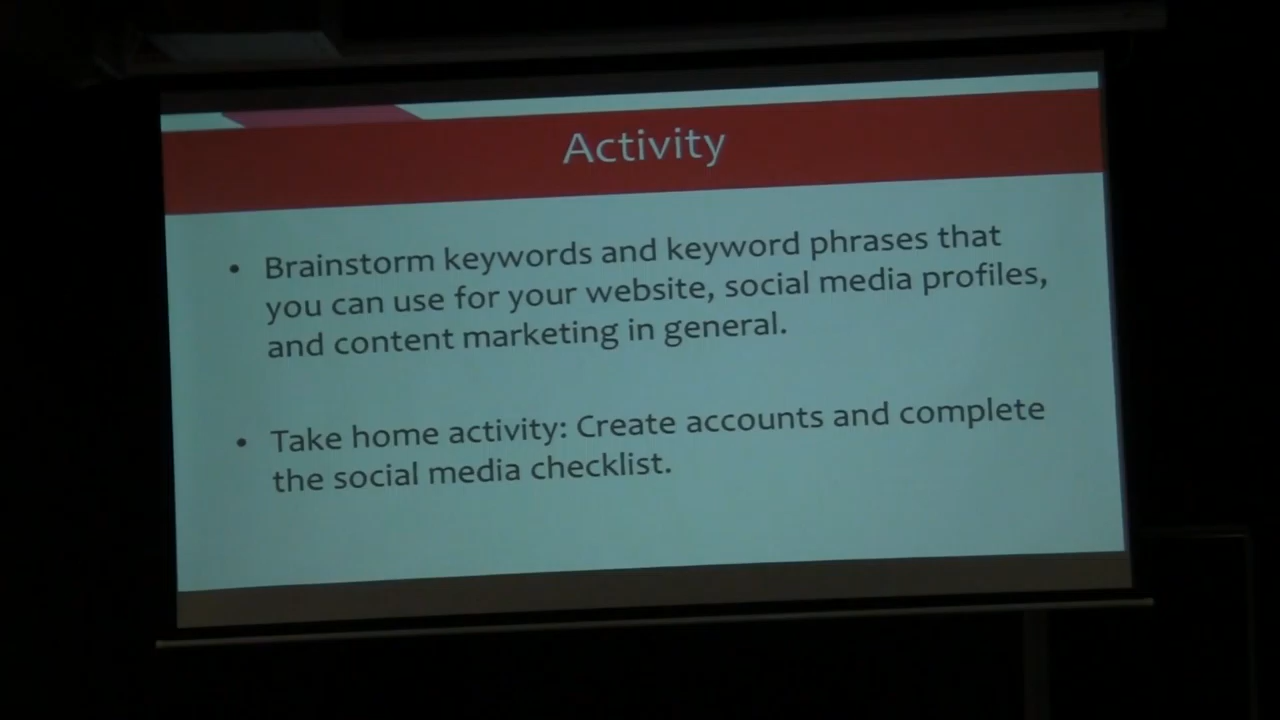 Activity
• Brainstorm keywords and keyword phrases that
you can use for your website, social media profiles,
and content marketing in general.
• Take home activity: Create accounts and complete
the social media checklist.